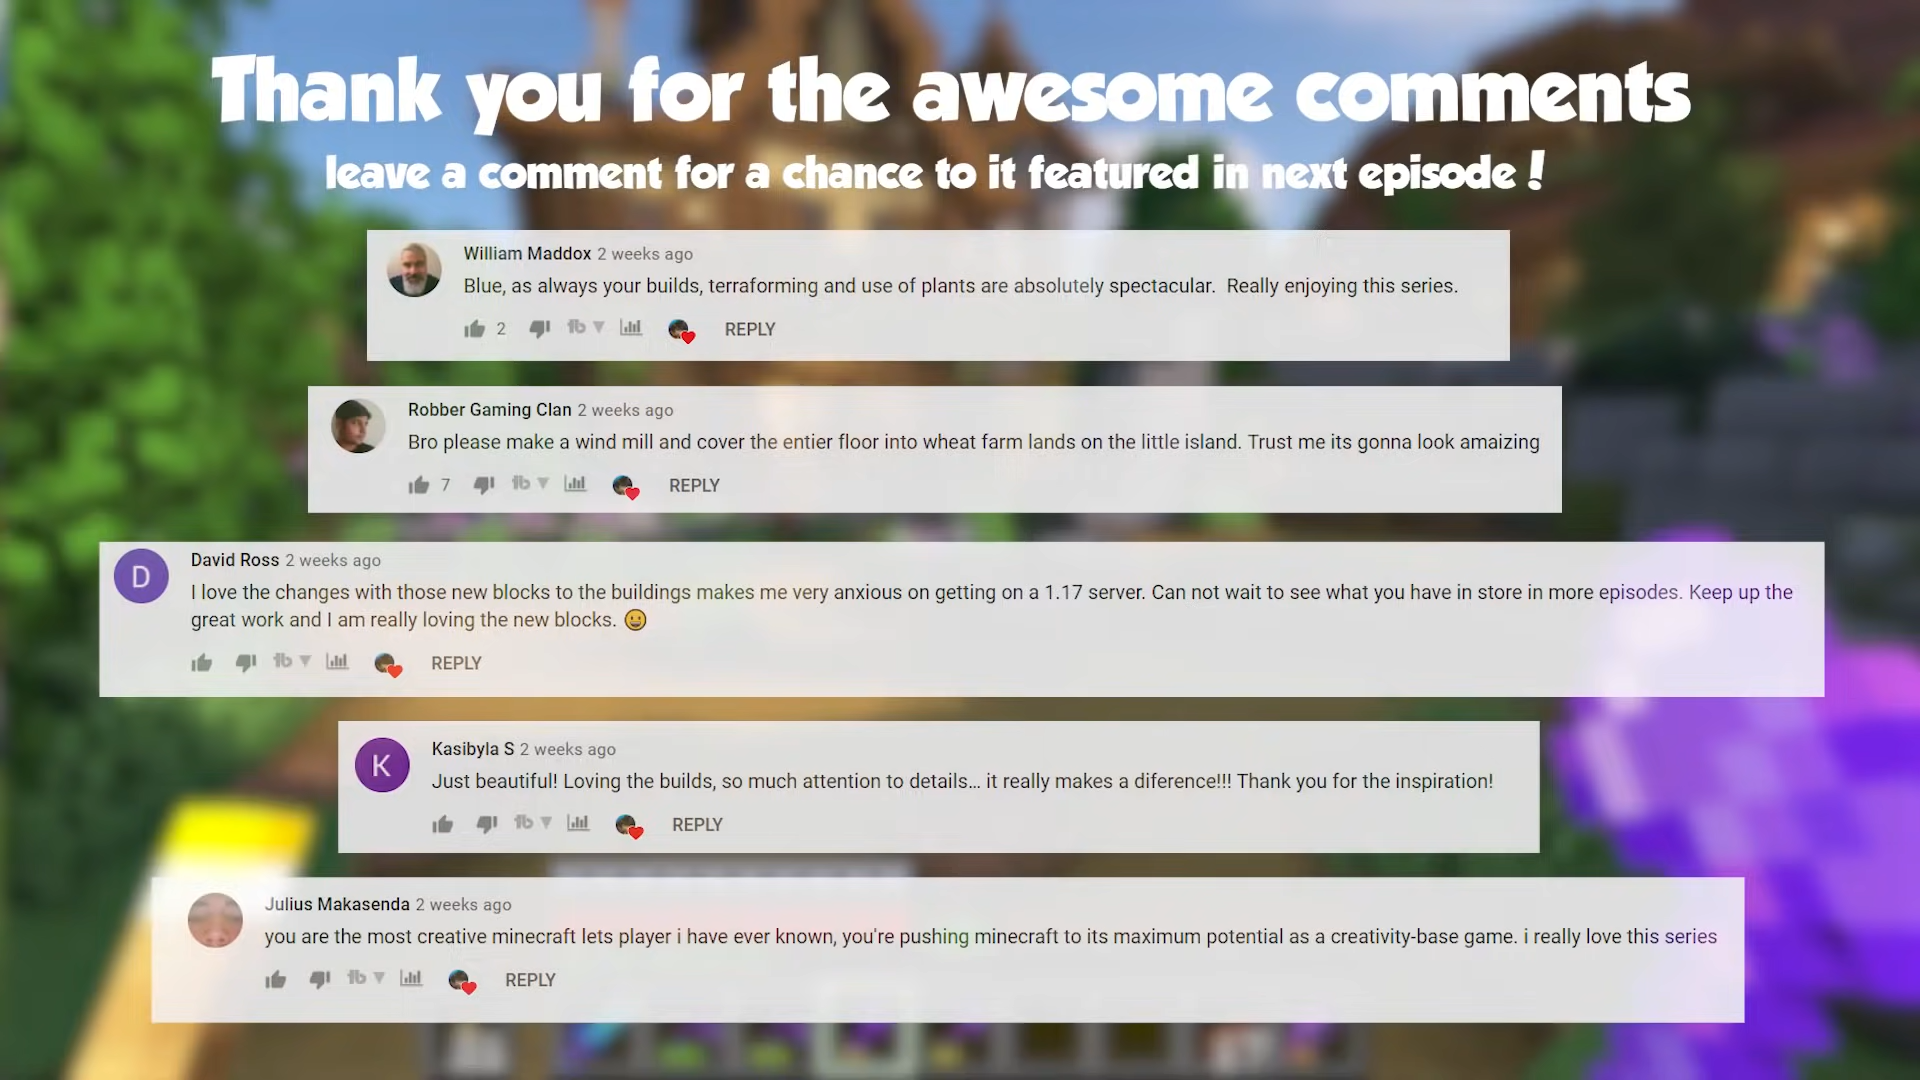 Thank you for the awesome comments
leave a comment for a chance to it featured in next episode!
William Maddox 2 weeks ago
Blue, as always your builds, terraforming and use of plants are absolutely spectacular.  Really enjoying this series.
2 tb REPLY
Robber Gaming Clan 2 weeks ago
Bro please make a wind mill and cover the entier floor into wheat farm lands on the little island. Trust me its gonna look amaizing
7 tb REPLY
D
David Ross 2 weeks ago
I love the changes with those new blocks to the buildings makes me very anxious on getting on a 1.17 server. Can not wait to see what you have in store in more episodes. Keep up the
great work and I am really loving the new blocks. 😀
tb REPLY
K
Kasibyla S 2 weeks ago
Just beautiful! Loving the builds, so much attention to details... it really makes a diference!!! Thank you for the inspiration!
tb REPLY
Julius Makasenda 2 weeks ago
you are the most creative minecraft lets player i have ever known, you're pushing minecraft to its maximum potential as a creativity-base game. i really love this series
tb REPLY